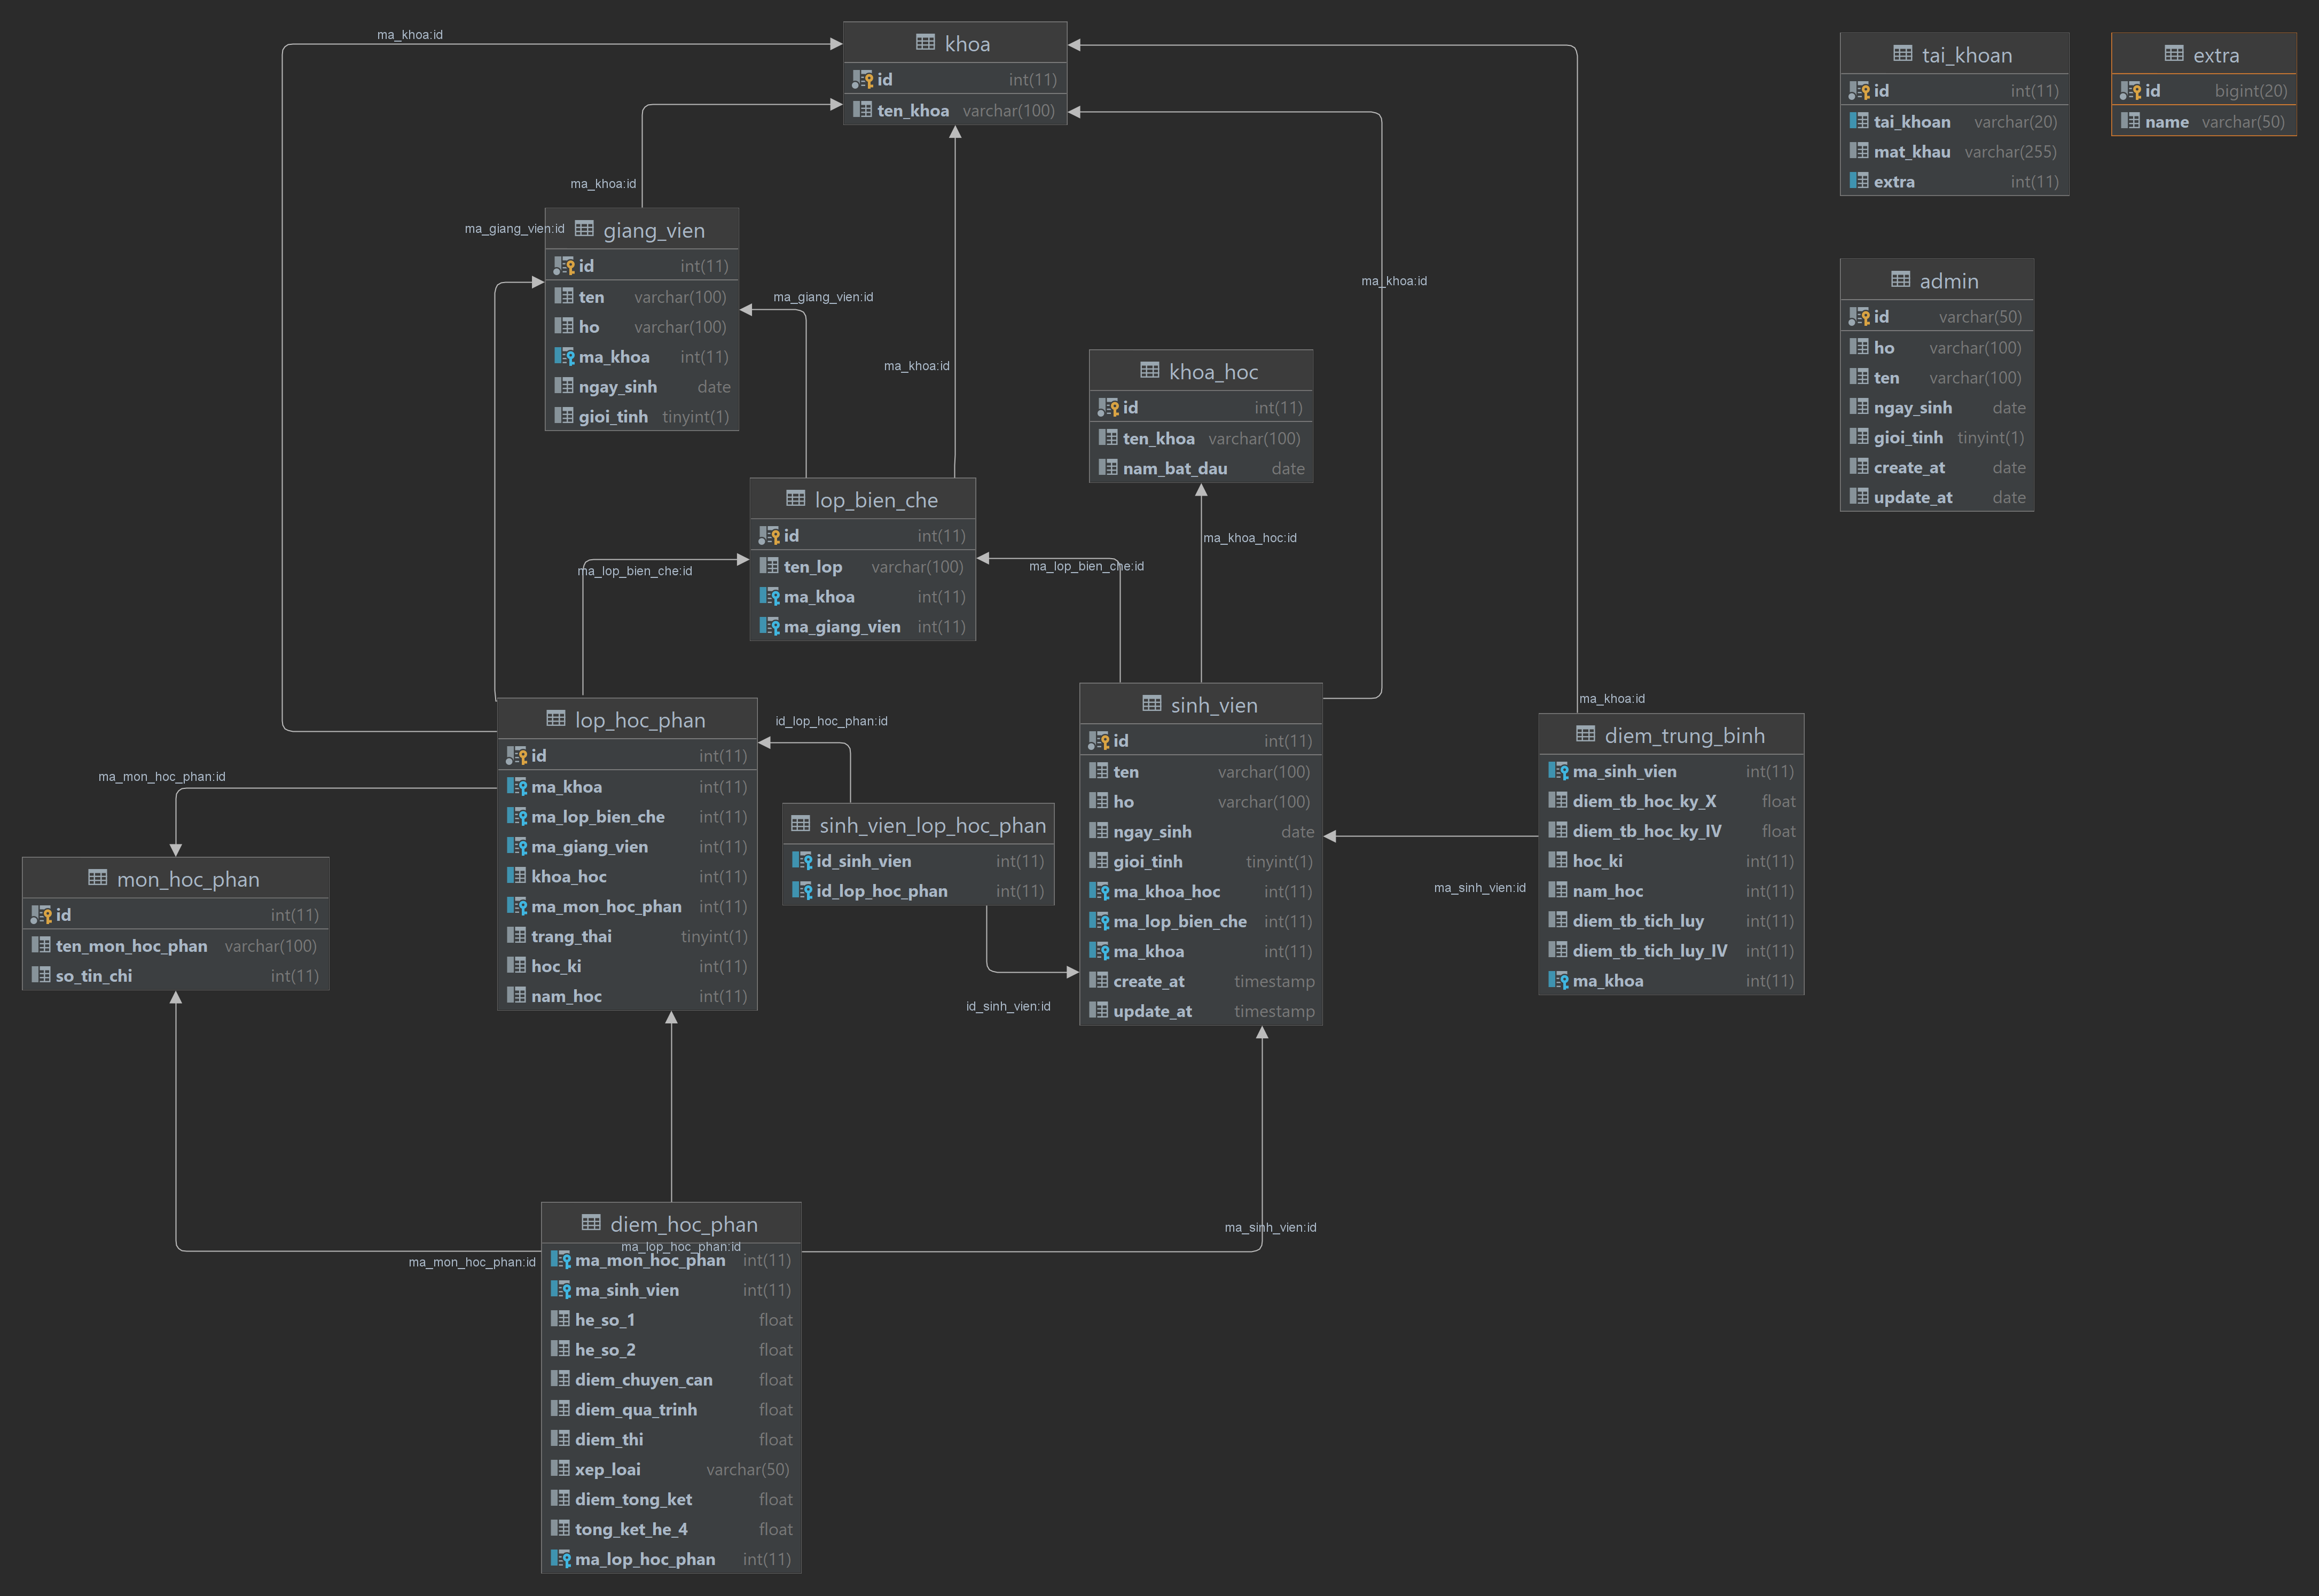 ma_khoa:id
khoa
id int(11)
ten_khoa varchar(100)
tai_khoan
id int(11)
tai_khoan varchar(20)
mat_khau varchar(255)
extra int(11)
extra
id bigint(20)
name varchar(50)
ma_khoa:id
ma_giang_vien:id
giang_vien
id int(11)
ten varchar(100)
ho varchar(100)
ma_khoa int(11)
ngay_sinh date
gioi_tinh tinyint(1)
ma_giang_vien:id
ma_khoa:id
ma_khoa:id
admin
id varchar(50)
ho varchar(100)
ten varchar(100)
ngay_sinh date
gioi_tinh tinyint(1)
create_at date
update_at date
khoa_hoc
id int(11)
ten_khoa varchar(100)
nam_bat_dau date
lop_bien_che
id int(11)
ten_lop varchar(100)
ma_khoa int(11)
ma_giang_vien int(11)
ma_lop_bien_che:id
ma_lop_bien_che:id
ma_khoa_hoc:id
lop_hoc_phan
id int(11)
ma_khoa int(11)
ma_lop_bien_che int(11)
ma_giang_vien int(11)
khoa_hoc int(11)
ma_mon_hoc_phan int(11)
trang_thai tinyint(1)
hoc_ki int(11)
nam_hoc int(11)
id_lop_hoc_phan:id
sinh_vien_lop_hoc_phan
id_sinh_vien int(11)
id_lop_hoc_phan int(11)
id_sinh_vien:id
sinh_vien
id int(11)
ten varchar(100)
ho varchar(100)
ngay_sinh date
gioi_tinh tinyint(1)
ma_khoa_hoc int(11)
ma_lop_bien_che int(11)
ma_khoa int(11)
create_at timestamp
update_at timestamp
ma_khoa:id
diem_trung_binh
ma_sinh_vien int(11)
diem_tb_hoc_ky_X float
diem_tb_hoc_ky_IV float
hoc_ki int(11)
nam_hoc int(11)
diem_tb_tich_luy int(11)
diem_tb_tich_luy_IV int(11)
ma_khoa int(11)
ma_sinh_vien:id
ma_mon_hoc_phan:id
mon_hoc_phan
id int(11)
ten_mon_hoc_phan varchar(100)
so_tin_chi int(11)
ma_mon_hoc_phan:id
diem_hoc_phan
ma_lop_hoc_phan:id
ma_mon_hoc_phan int(11)
ma_sinh_vien int(11)
he_so_1 float
he_so_2 float
diem_chuyen_can float
diem_qua_trinh float
diem_thi float
xep_loai varchar(50)
diem_tong_ket float
tong_ket_he_4 float
ma_lop_hoc_phan int(11)
ma_sinh_vien:id